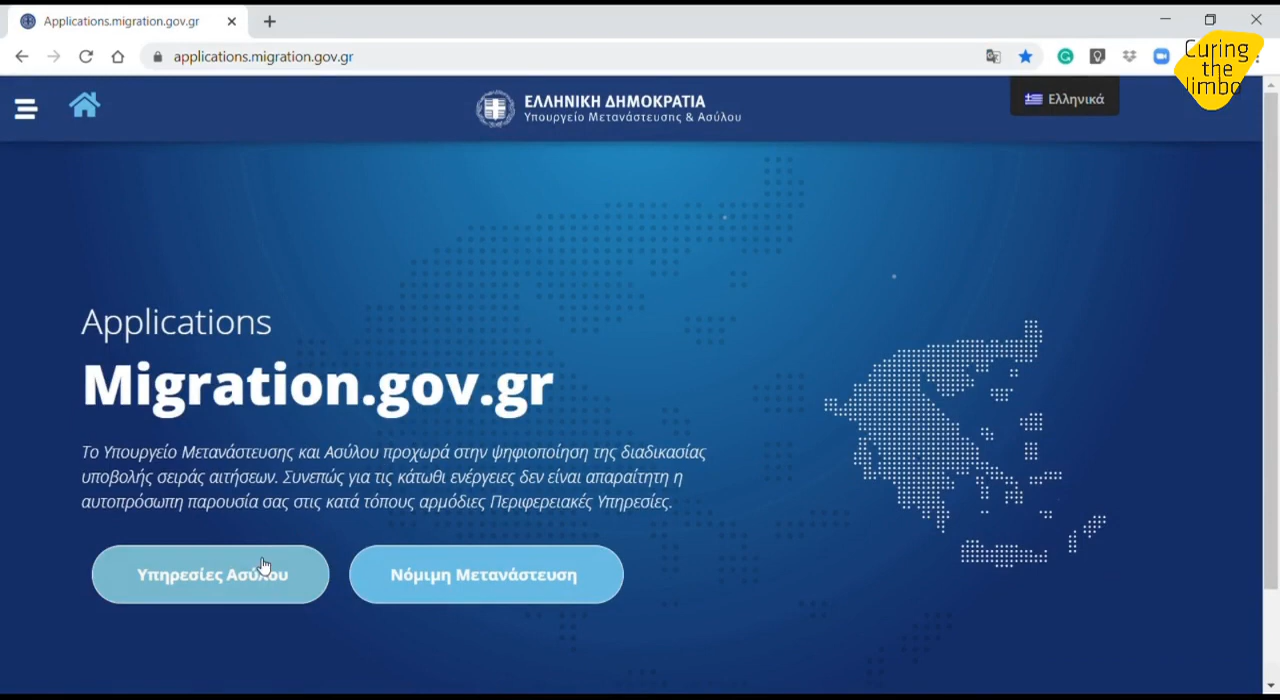 Applications.migration.gov.gr
applications.migration.gov.gr
Curing
the
limbo
ΕΛΛΗΝΙΚΗ ΔΗΜΟΚΡΑΤΙΑ
Υπουργείο Μετανάστευσης & Ασύλου
Ελληνικά
Applications
Migration.gov.gr
Το Υπουργείο Μετανάστευσης και Ασύλου προχωρά στην ψηφιοποίηση της διαδικασίας
υποβολής σειράς αιτήσεων. Συνεπώς για τις κάτωθι ενέργειες δεν είναι απαραίτητη η
αυτοπρόσωπη παρουσία σας στις κατά τόπους αρμόδιες Περιφερειακές Υπηρεσίες.
Υπηρεσίες Ασύλου
Νόμιμη Μετανάστευση